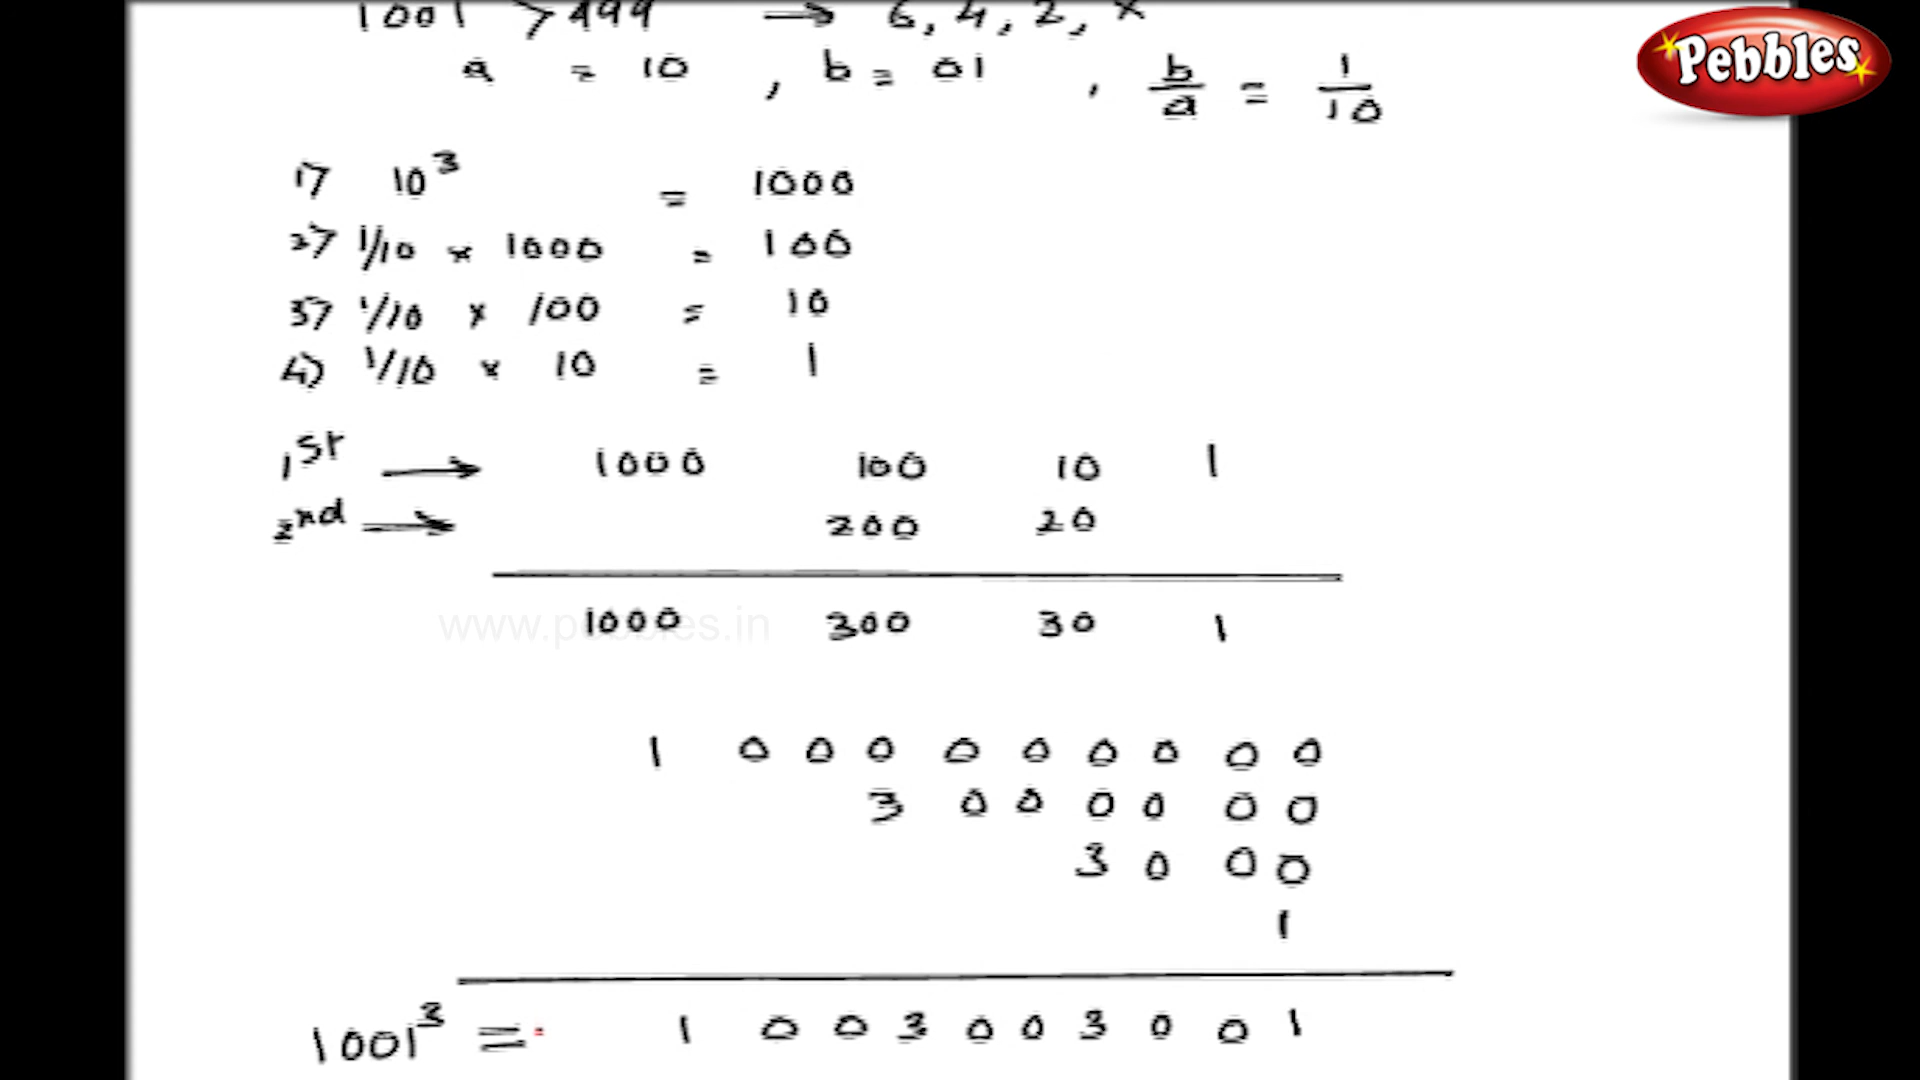 1001 > 499 → 6, 4, 2, x
Pebbles
a = 10 , b = 01 , b/a = 1/10
1) 10³ = 1000
2) 1/10 x 1000 = 100
3) 1/10 x 100 = 10
4) 1/10 x 10 = 1
1st → 1000 100 10 1
2nd → 200 20
1000 300 30 1
www.pebbles.in
1 0 0 0 0 0 0 0 0 0
3 0 0 0 0 0 0
3 0 0 0
1
1001³ = 1 0 0 3 0 0 3 0 0 1